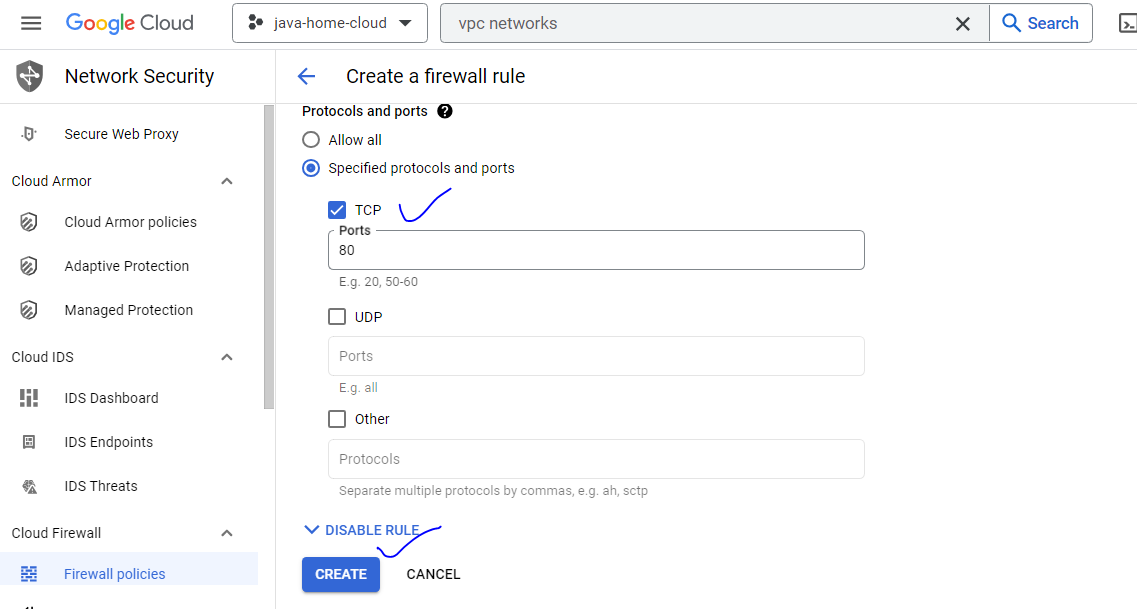 Google Cloud
java-home-cloud
vpc networks
Search
Network Security
Create a firewall rule
Secure Web Proxy
Cloud Armor
Cloud Armor policies
Adaptive Protection
Managed Protection
Cloud IDS
IDS Dashboard
IDS Endpoints
IDS Threats
Cloud Firewall
Firewall policies
Protocols and ports
Allow all
Specified protocols and ports
TCP
Ports
80
E.g. 20, 50-60
UDP
Ports
E.g. all
Other
Protocols
Separate multiple protocols by commas, e.g. ah, sctp
DISABLE RULE
CREATE CANCEL